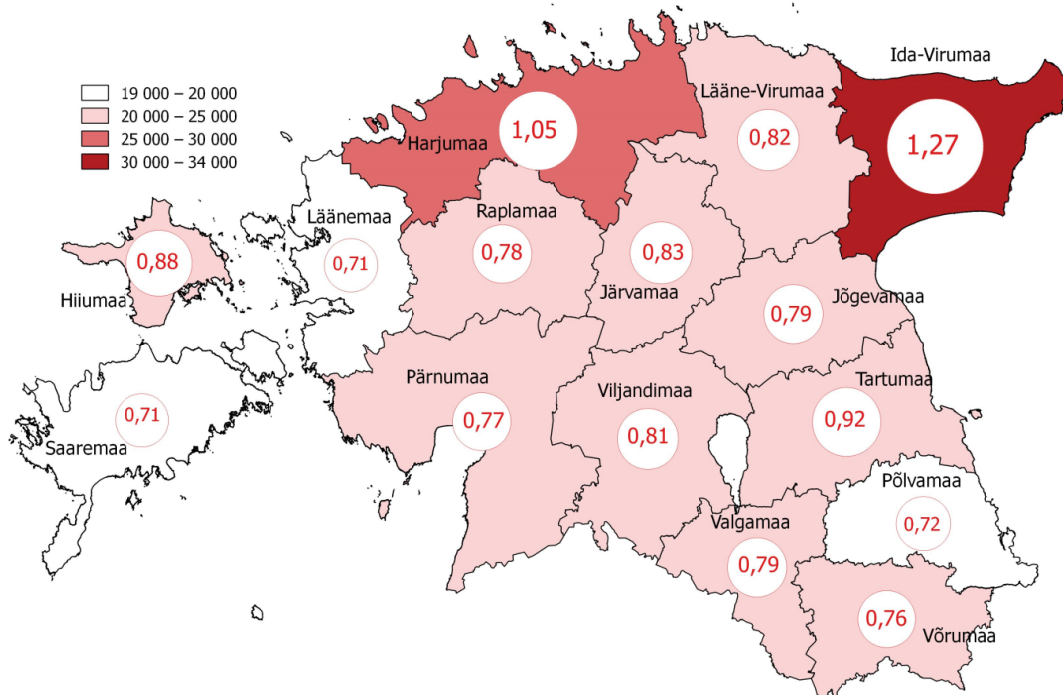 Ida-Virumaa
19 000 – 20 000
20 000 – 25 000
25 000 – 30 000
30 000 – 34 000
Lääne-Virumaa
1,05
0,82
1,27
Harjumaa
Läänemaa
0,71
Raplamaa
0,78
0,83
Järvamaa
0,88
Hiiumaa
Jõgevamaa
0,79
Pärnumaa
0,77
Viljandimaa
0,81
Tartumaa
0,92
0,71
Saaremaa
Põlvamaa
0,72
Valgamaa
0,79
0,76
Võrumaa